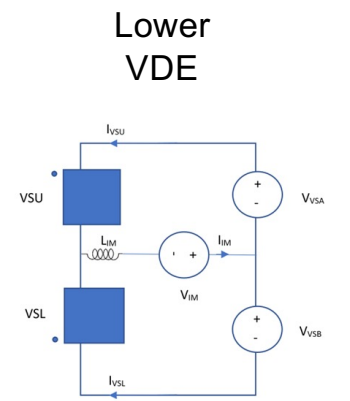 Lower
VDE
IVSU
+
-
VSU
VVSA
LIM
IIM
- +
VIM
VSL
+
-
VVSB
IVSL